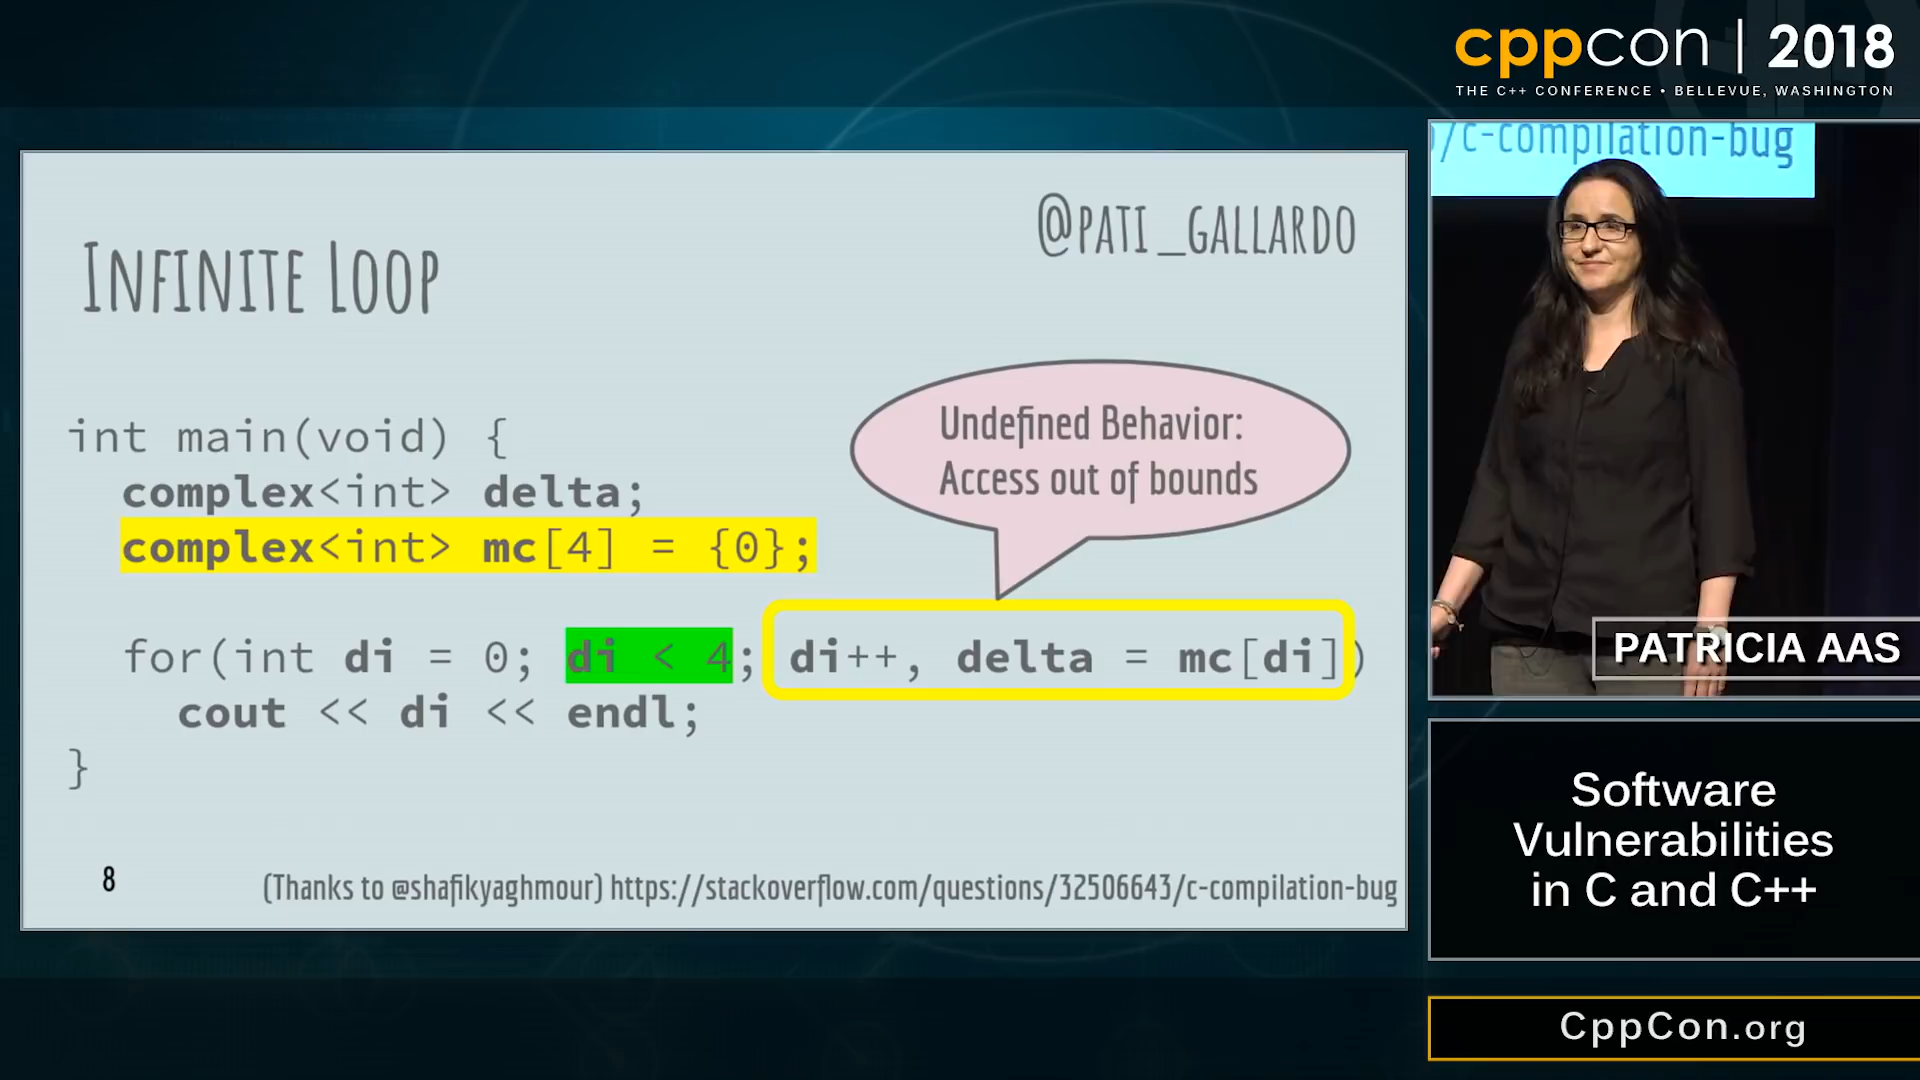 cppcon | 2018
THE C++ CONFERENCE • BELLEVUE, WASHINGTON
/c-compilation-bug
@PATI_GALLARDO
INFINITE LOOP
Undefined Behavior:
Access out of bounds
int main(void) {
complex<int> delta;
complex<int> mc[4] = {0};
for(int di = 0; di < 4; di++, delta = mc[di])
cout << di << endl;
}
8
(Thanks to @shafikyaghmour) https://stackoverflow.com/questions/32506643/c-compilation-bug
PATRICIA AAS
Software
Vulnerabilities
in C and C++
CppCon.org